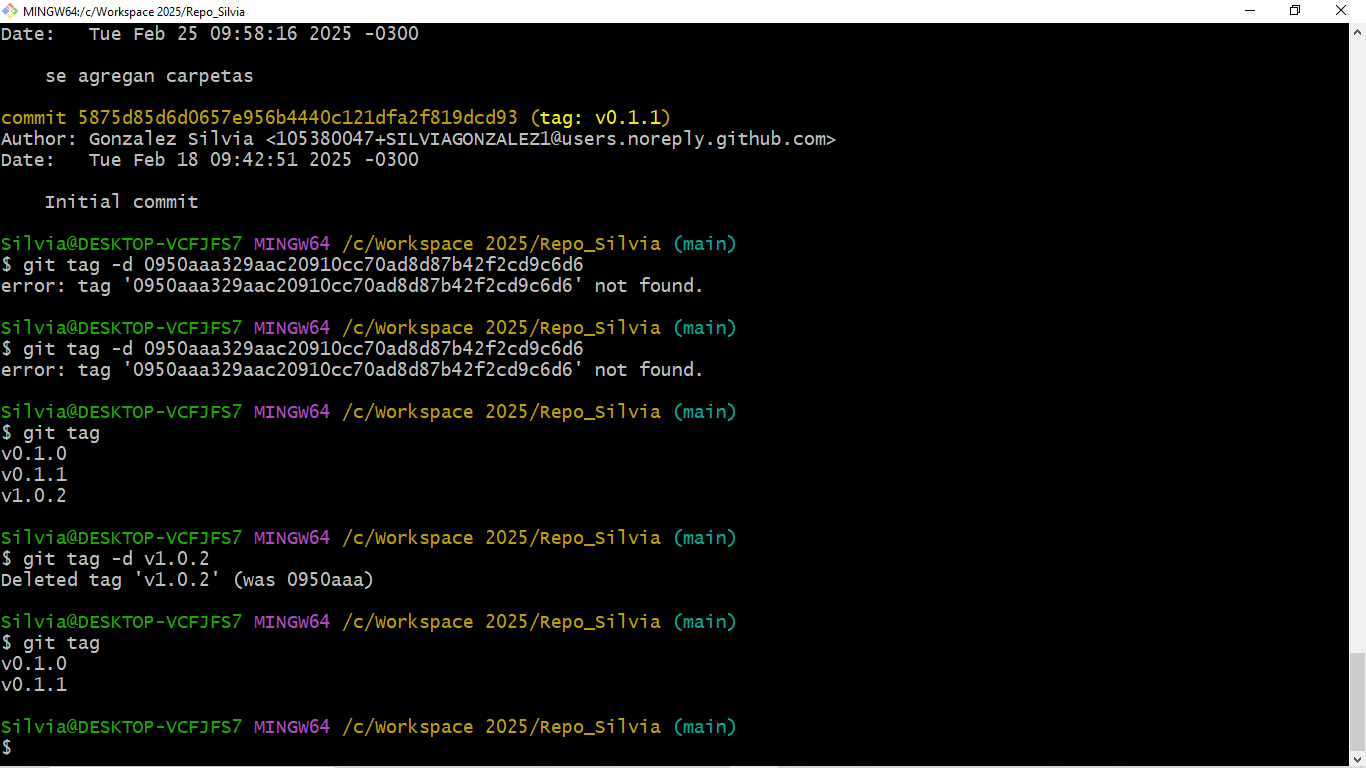 MINGW64:/c/Workspace 2025/Repo_Silvia
Date:   Tue Feb 25 09:58:16 2025 -0300
se agregan carpetas
commit 5875d85d6d0657e956b4440c121dfa2f819dcd93 (tag: v0.1.1)
Author: Gonzalez Silvia <105380047+SILVIAGONZALEZ1@users.noreply.github.com>
Date:   Tue Feb 18 09:42:51 2025 -0300
Initial commit
Silvia@DESKTOP-VCFJFS7 MINGW64 /c/Workspace 2025/Repo_Silvia (main)
$ git tag -d 0950aaa329aac20910cc70ad8d87b42f2cd9c6d6
error: tag '0950aaa329aac20910cc70ad8d87b42f2cd9c6d6' not found.
Silvia@DESKTOP-VCFJFS7 MINGW64 /c/Workspace 2025/Repo_Silvia (main)
$ git tag -d 0950aaa329aac20910cc70ad8d87b42f2cd9c6d6
error: tag '0950aaa329aac20910cc70ad8d87b42f2cd9c6d6' not found.
Silvia@DESKTOP-VCFJFS7 MINGW64 /c/Workspace 2025/Repo_Silvia (main)
$ git tag
v0.1.0
v0.1.1
v1.0.2
Silvia@DESKTOP-VCFJFS7 MINGW64 /c/Workspace 2025/Repo_Silvia (main)
$ git tag -d v1.0.2
Deleted tag 'v1.0.2' (was 0950aaa)
Silvia@DESKTOP-VCFJFS7 MINGW64 /c/Workspace 2025/Repo_Silvia (main)
$ git tag
v0.1.0
v0.1.1
Silvia@DESKTOP-VCFJFS7 MINGW64 /c/Workspace 2025/Repo_Silvia (main)
$